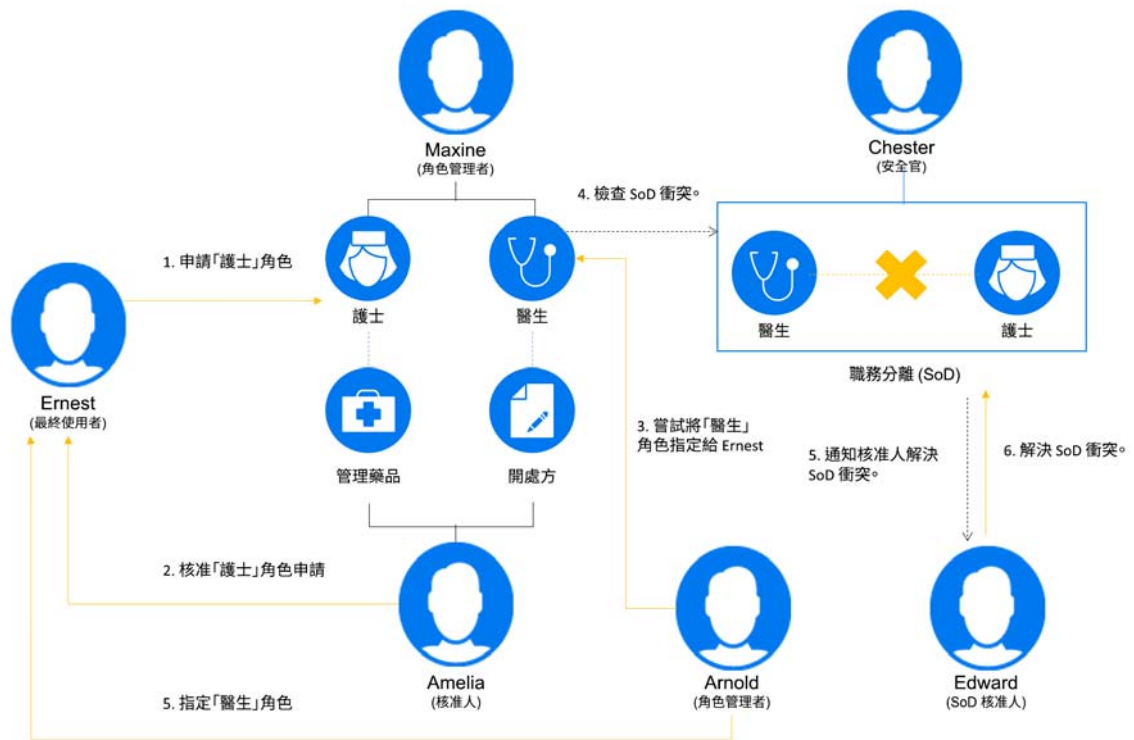 Maxine
(角色管理者)
Chester
(安全官)
4. 檢查 SoD 衝突。
1. 申請「護士」角色
護士
醫生
醫生
護士
職務分離 (SoD)
Ernest
(最終使用者)
3. 嘗試將「醫生」
角色指定給 Ernest
5. 通知核准人解決
SoD 衝突。
6. 解決 SoD 衝突。
管理藥品
開處方
2. 核准「護士」角色申請
Amelia
(核准人)
Arnold
(角色管理者)
Edward
(SoD 核准人)
5. 指定「醫生」角色